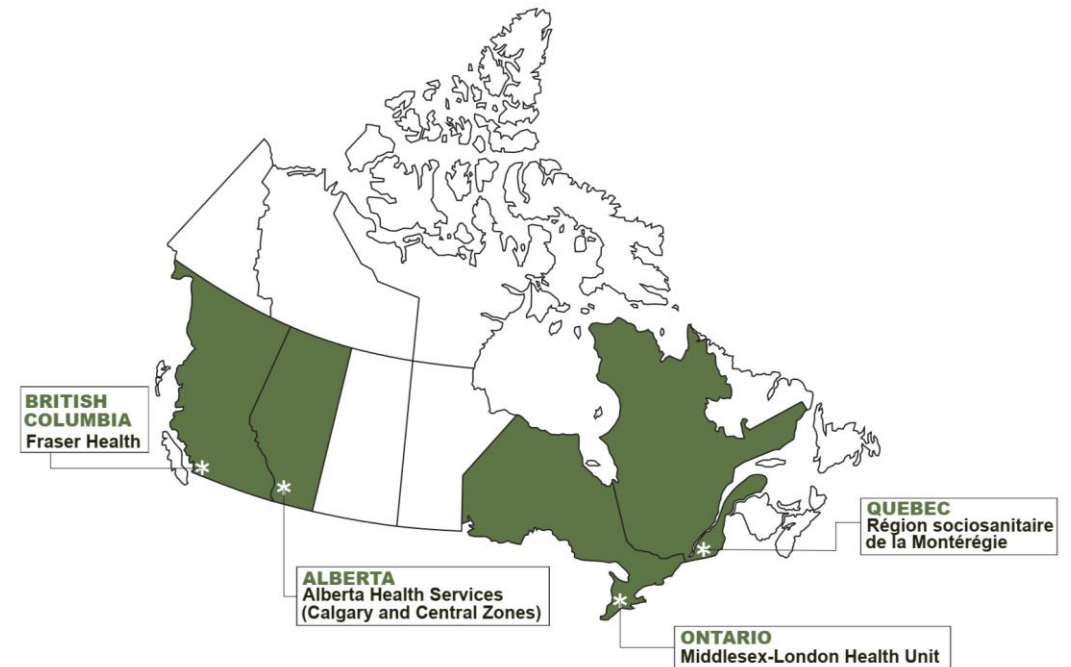 BRITISH
COLUMBIA
Fraser Health
QUEBEC
Région sociosanitaire
de la Montérégie
ALBERTA
Alberta Health Services
(Calgary and Central Zones)
ONTARIO
Middlesex-London Health Unit